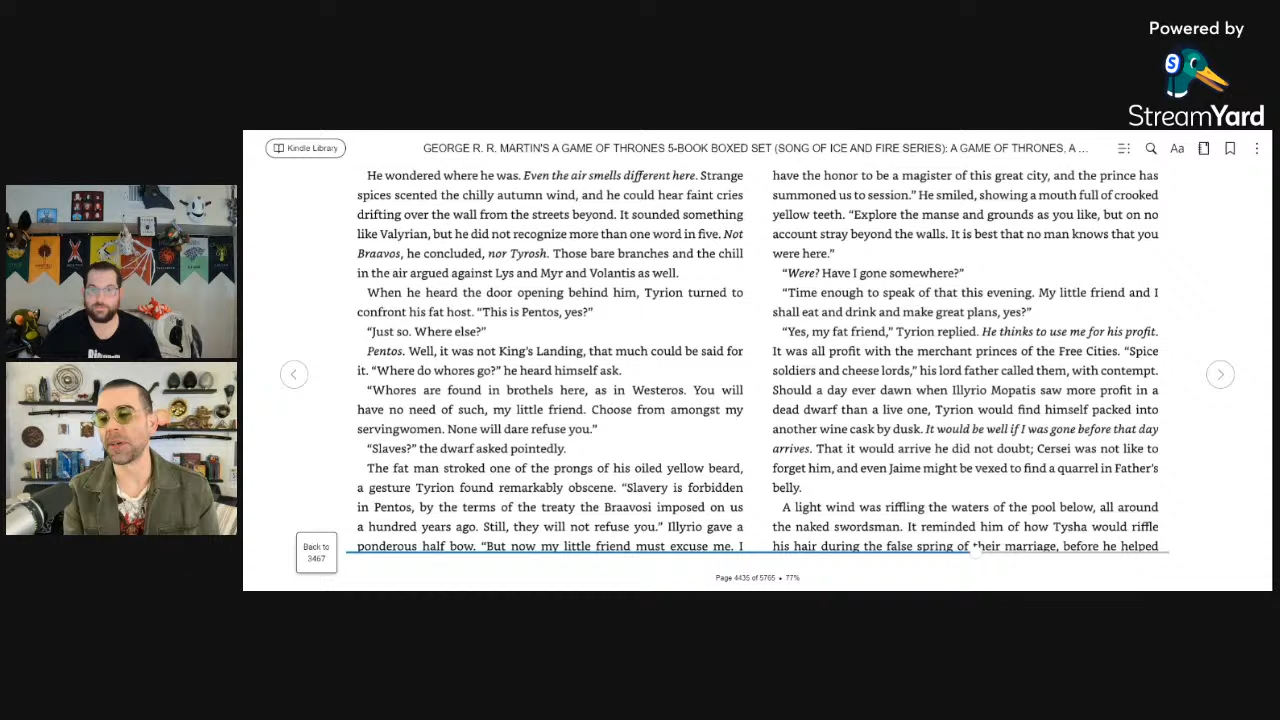 Powered by
S
StreamYard
Kindle Library
GEORGE R. R. MARTIN'S A GAME OF THRONES 5-BOOK BOXED SET (SONG OF ICE AND FIRE SERIES): A GAME OF THRONES, A ...
Aa
He wondered where he was. Even the air smells different here. Strange
spices scented the chilly autumn wind, and he could hear faint cries
drifting over the wall from the streets beyond. It sounded something
like Valyrian, but he did not recognize more than one word in five. Not
Braavos, he concluded, nor Tyrosh. Those bare branches and the chill
in the air argued against Lys and Myr and Volantis as well.
When he heard the door opening behind him, Tyrion turned to
confront his fat host. “This is Pentos, yes?”
“Just so. Where else?”
Pentos. Well, it was not King's Landing, that much could be said for
it. “Where do whores go?” he heard himself ask.
“Whores are found in brothels here, as in Westeros. You will
have no need of such, my little friend. Choose from amongst my
servingwomen. None will dare refuse you.”
“Slaves?” the dwarf asked pointedly.
The fat man stroked one of the prongs of his oiled yellow beard,
a gesture Tyrion found remarkably obscene. “Slavery is forbidden
in Pentos, by the terms of the treaty the Braavosi imposed on us
a hundred years ago. Still, they will not refuse you.” Illyrio gave a
ponderous half bow. “But now my little friend must excuse me. I
have the honor to be a magister of this great city, and the prince has
summoned us to session.” He smiled, showing a mouth full of crooked
yellow teeth. “Explore the manse and grounds as you like, but on no
account stray beyond the walls. It is best that no man knows that you
were here.”
“Were? Have I gone somewhere?”
“Time enough to speak of that this evening. My little friend and I
shall eat and drink and make great plans, yes?”
“Yes, my fat friend,” Tyrion replied. He thinks to use me for his profit.
It was all profit with the merchant princes of the Free Cities. “Spice
soldiers and cheese lords,” his lord father called them, with contempt.
Should a day ever dawn when Illyrio Mopatis saw more profit in a
dead dwarf than a live one, Tyrion would find himself packed into
another wine cask by dusk. It would be well if I was gone before that day
arrives. That it would arrive he did not doubt; Cersei was not like to
forget him, and even Jaime might be vexed to find a quarrel in Father's
belly.
A light wind was riffling the waters of the pool below, all around
the naked swordsman. It reminded him of how Tysha would riffle
his hair during the false spring of their marriage, before he helped
Back to
3467
Page 4435 of 5765 • 77%